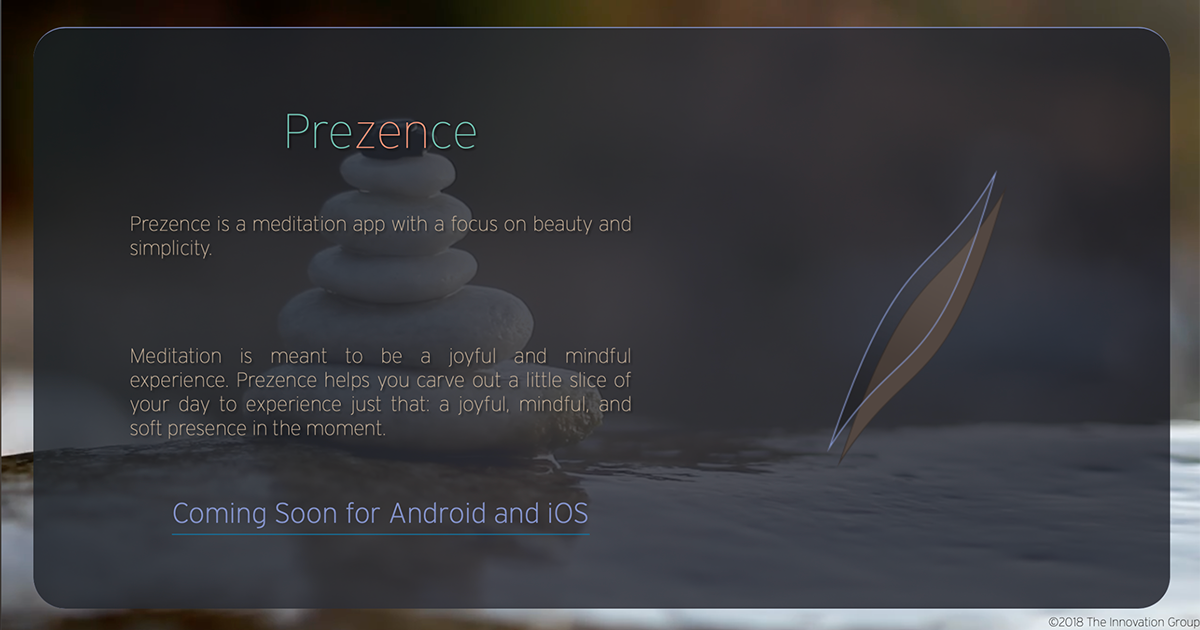 Prezence
Prezence is a meditation app with a focus on beauty and
simplicity.
Meditation is meant to be a joyful and mindful
experience. Prezence helps you carve out a little slice of
your day to experience just that: a joyful, mindful, and
soft presence in the moment.
Coming Soon for Android and iOS
©2018 The Innovation Group